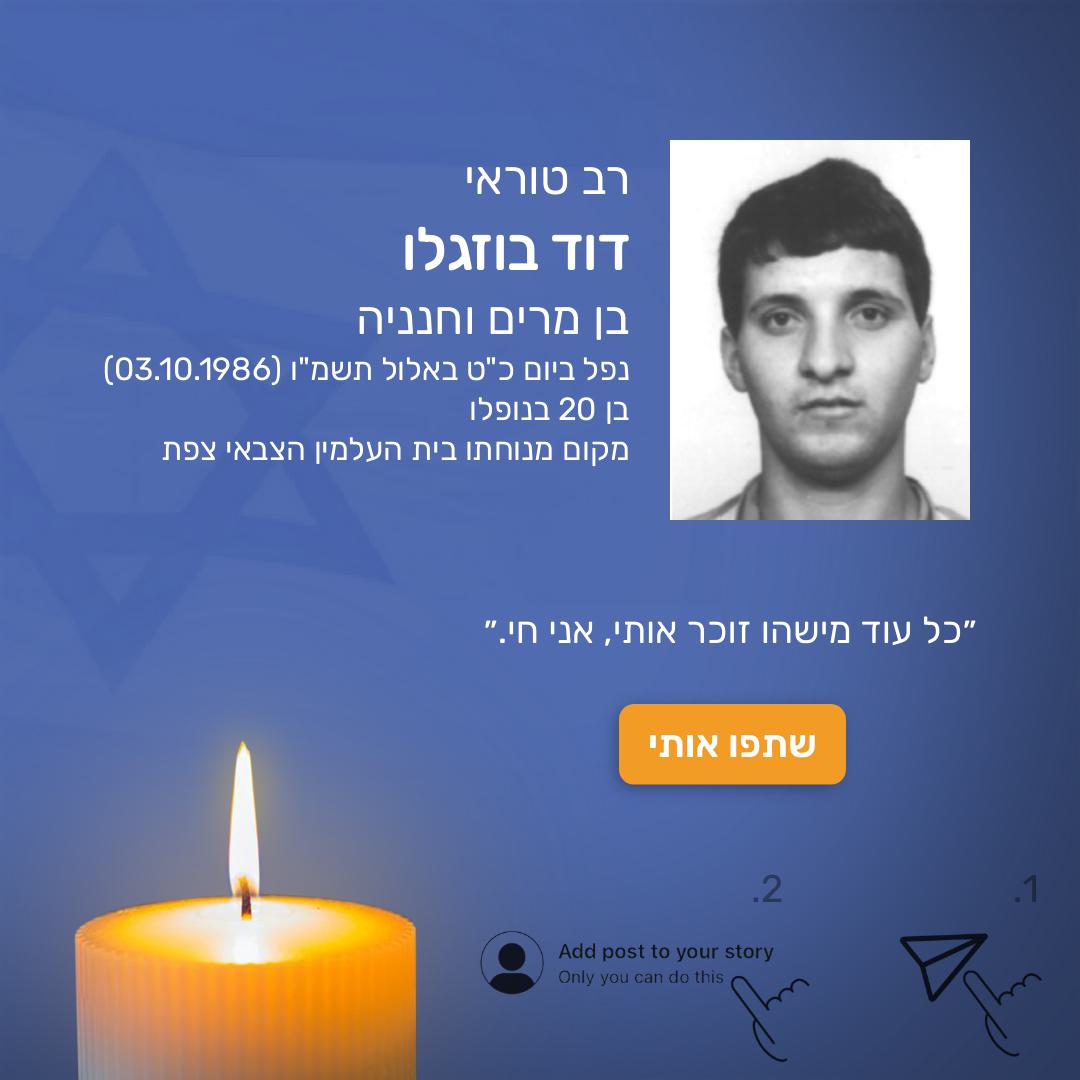 רב טוראי
דוד בוזגלו
בן מרים וחנניה
נפל ביום כ"ט באלול תשמ"ו (03.10.1986)
בן 20 בנופלו
מקום מנוחתו בית העלמין הצבאי צפת
״כל עוד מישהו זוכר אותי, אני חי.״
שתפו אותי
.1
.2
Add post to your story
Only you can do this